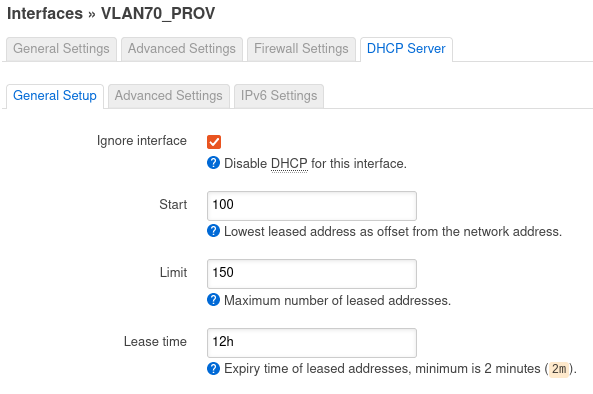 Interfaces » VLAN70_PROV
General Settings Advanced Settings Firewall Settings DHCP Server
General Setup Advanced Settings IPv6 Settings
Ignore interface
? Disable DHCP for this interface.
Start 100
? Lowest leased address as offset from the network address.
Limit 150
? Maximum number of leased addresses.
Lease time 12h
? Expiry time of leased addresses, minimum is 2 minutes (2m).